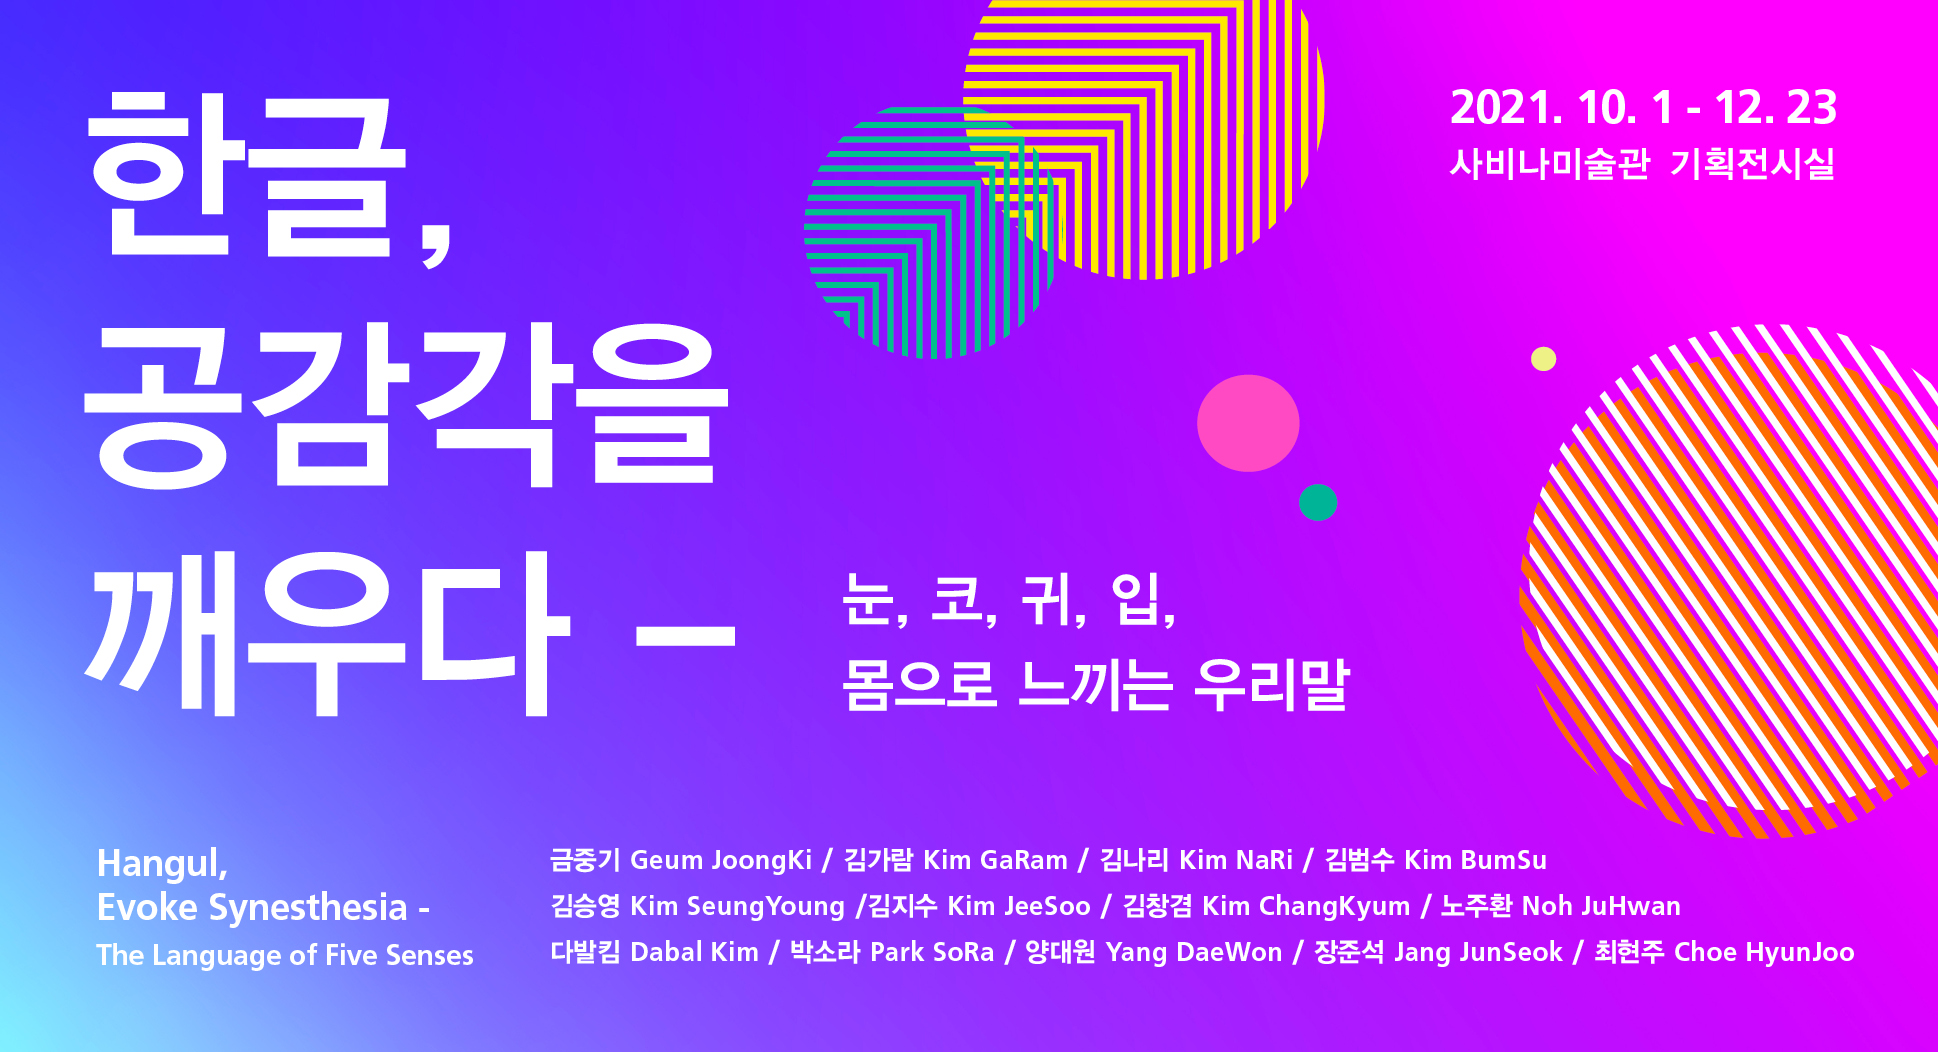 한글,
공감각을
깨우다 –
2021. 10. 1 - 12. 23
사비나미술관 기획전시실
눈, 코, 귀, 입,
몸으로 느끼는 우리말
Hangul,
Evoke Synesthesia -
The Language of Five Senses
금중기 Geum JoongKi / 김가람 Kim GaRam / 김나리 Kim NaRi / 김범수 Kim BumSu
김승영 Kim SeungYoung /김지수 Kim JeeSoo / 김창겸 Kim ChangKyum / 노주환 Noh JuHwan
다발킴 Dabal Kim / 박소라 Park SoRa / 양대원 Yang DaeWon / 장준석 Jang JunSeok / 최현주 Choe HyunJoo